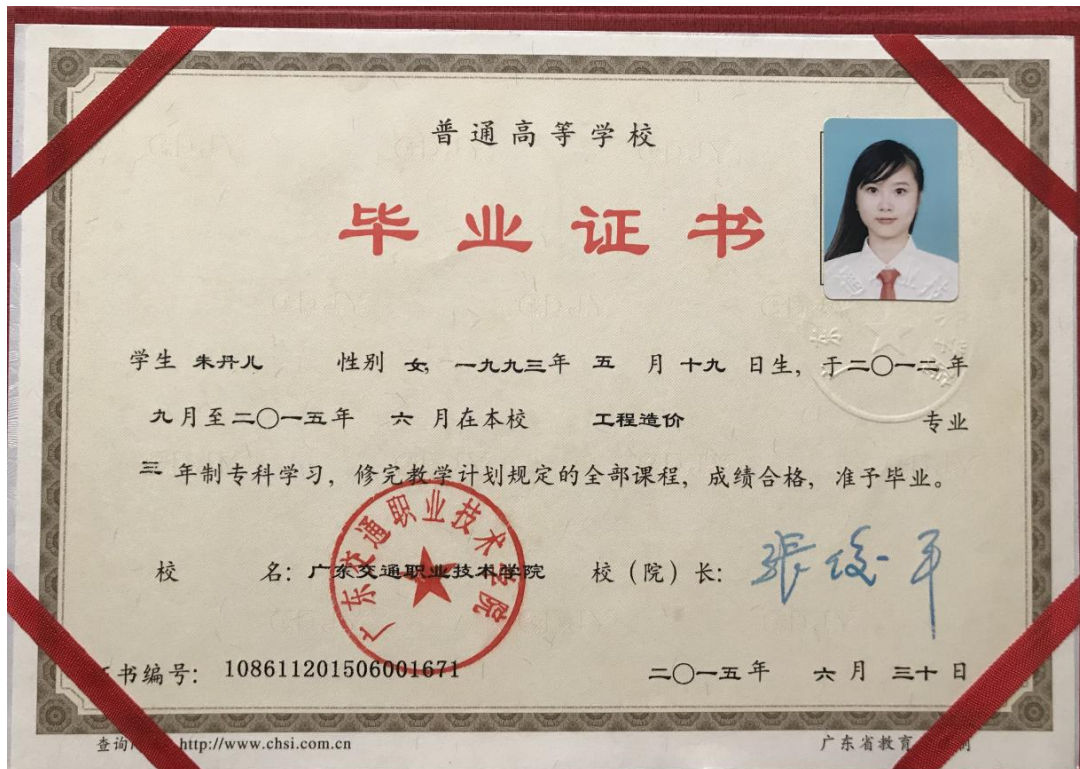 普通高等学校
毕业证书
学生 朱丹儿 性别 女, 一九九三年 五 月 十九 日生, 于二〇一二年
九月至二〇一五年 六 月在本校 工程造价 专业
三 年制专科学习, 修完教学计划规定的全部课程, 成绩合格, 准予毕业。
校 名: 广东交通职业技术学院 校（院）长: 張俊平
广东交通职业技术学院
书编号: 108611201506001671 二〇一五年 六 月 三十 日
查询 http://www.chsi.com.cn 广东省教育 制